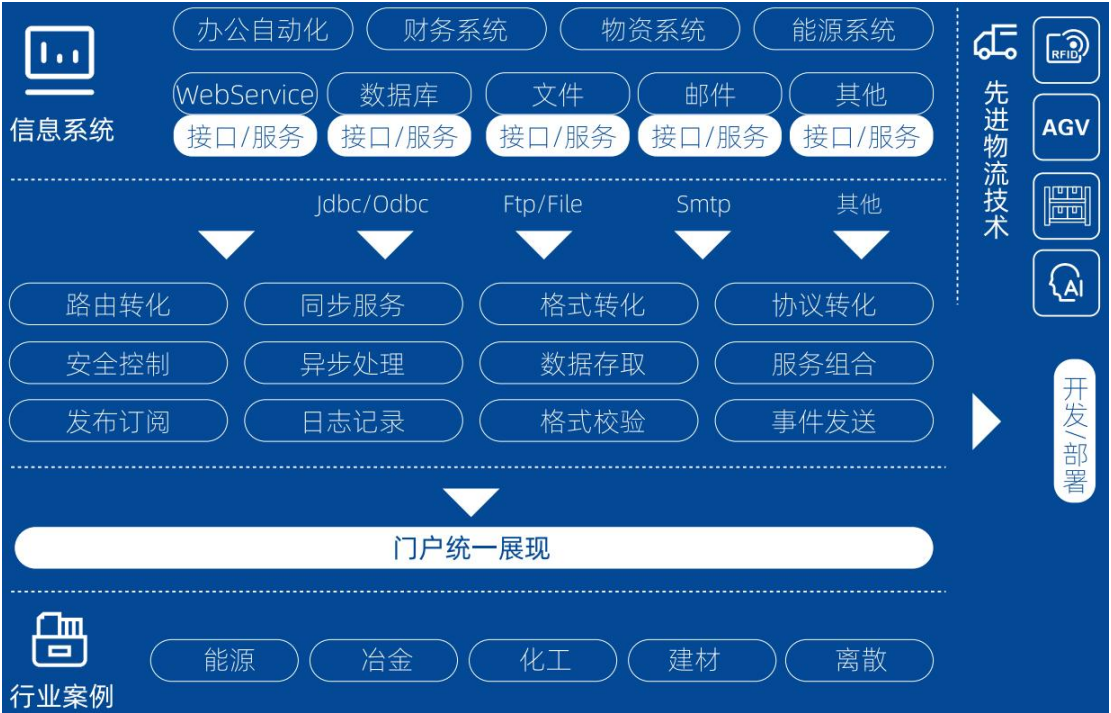 办公自动化 财务系统 物资系统 能源系统
信息系统
WebService 数据库 文件 邮件 其他
接口/服务 接口/服务 接口/服务 接口/服务 接口/服务
Jdbc/Odbc Ftp/File Smtp 其他
路由转化 同步服务 格式转化 协议转化
安全控制 异步处理 数据存取 服务组合
发布订阅 日志记录 格式校验 事件发送
门户统一展现
行业案例
能源 冶金 化工 建材 离散
先进物流技术
RFID
AGV
AI
开发/部署